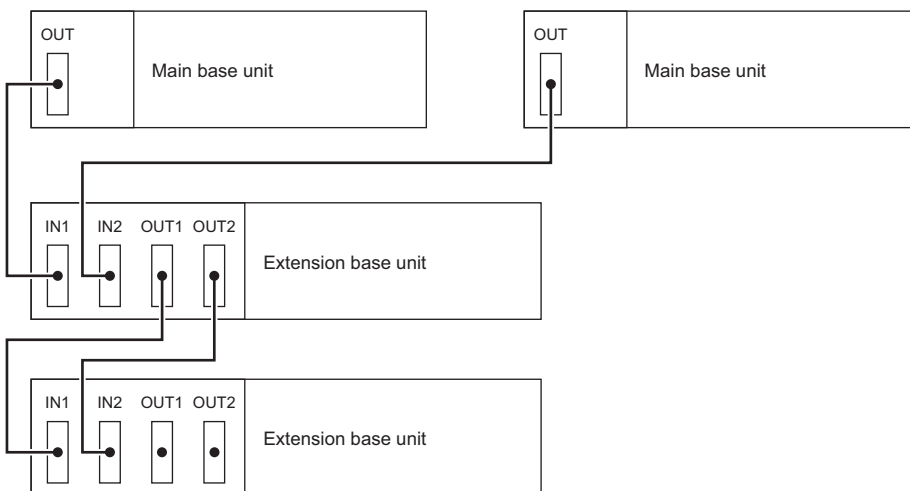 OUT
Main base unit
OUT
Main base unit
IN1 IN2 OUT1 OUT2
Extension base unit
IN1 IN2 OUT1 OUT2
Extension base unit